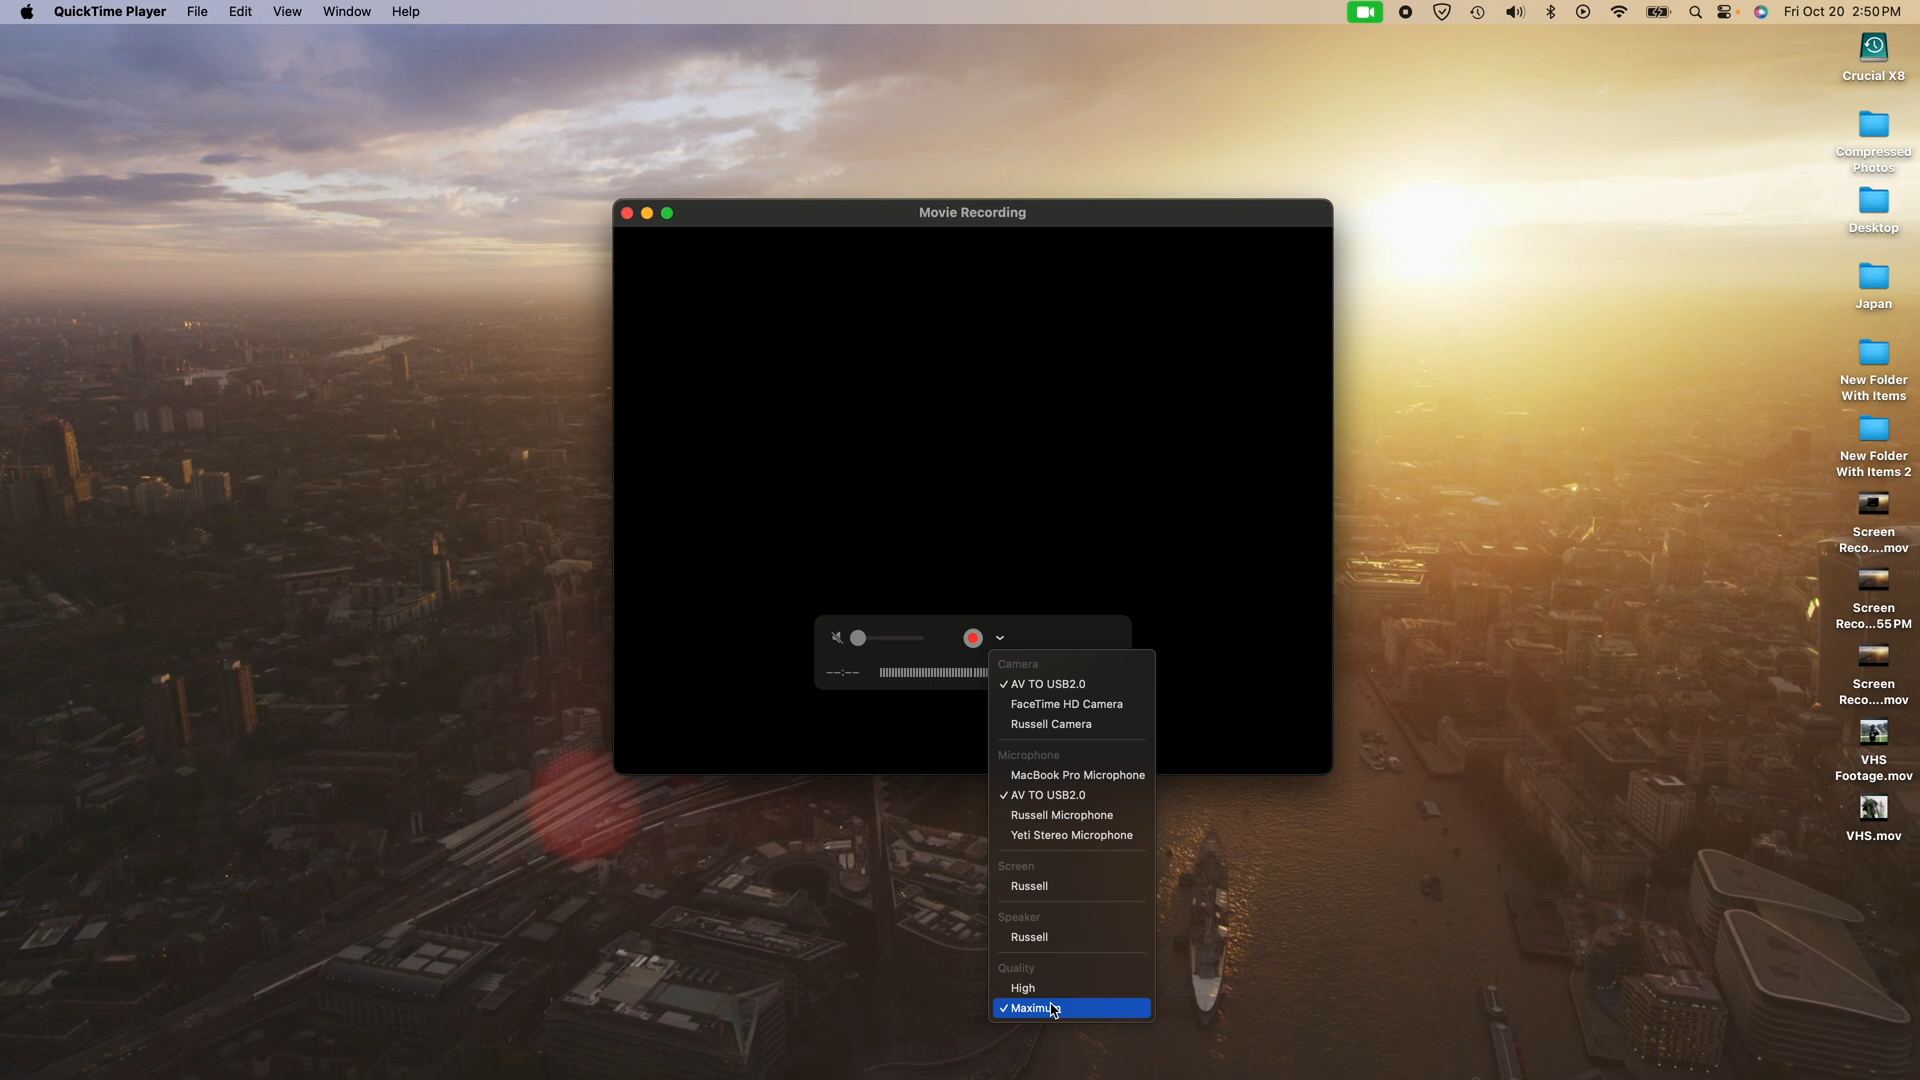 QuickTime Player File Edit View Window Help
Fri Oct 20 2:50 PM
Crucial X8
Compressed
Photos
Desktop
Japan
New Folder
With Items
New Folder
With Items 2
Screen
Reco....mov
Screen
Reco...55 PM
Screen
Reco....mov
VHS
Footage.mov
VHS.mov
Movie Recording
--:--
Camera
✓ AV TO USB2.0
FaceTime HD Camera
Russell Camera
Microphone
MacBook Pro Microphone
✓ AV TO USB2.0
Russell Microphone
Yeti Stereo Microphone
Screen
Russell
Speaker
Russell
Quality
High
✓ Maximum